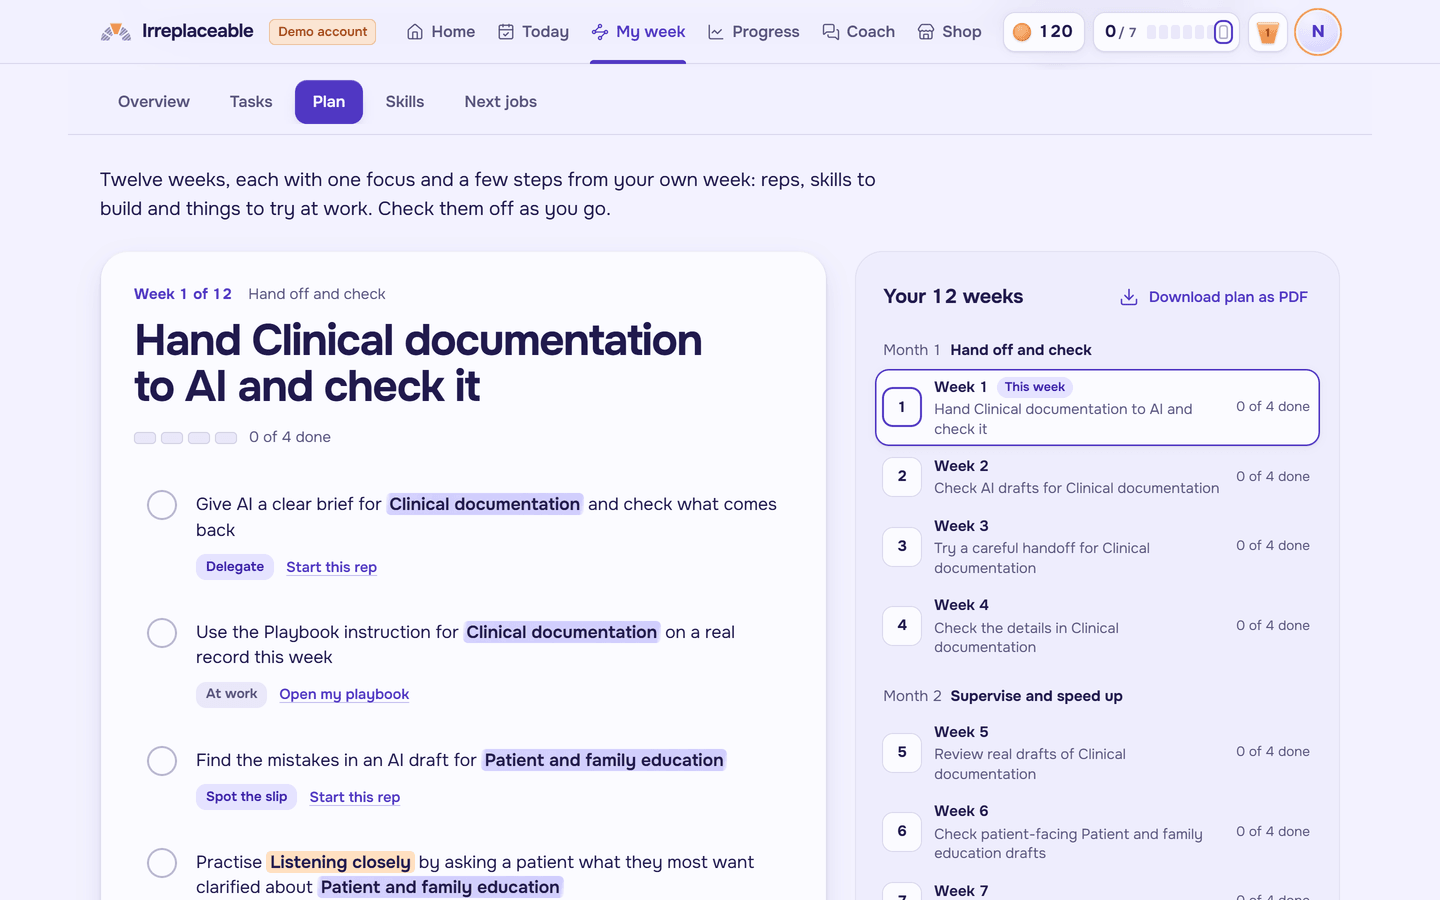 Irreplaceable
Demo account
Home
Today
My week
Progress
Coach
Shop
120
0 / 7
1
N
Overview
Tasks
Plan
Skills
Next jobs
Twelve weeks, each with one focus and a few steps from your own week: reps, skills to
build and things to try at work. Check them off as you go.
Week 1 of 12 Hand off and check
Hand Clinical documentation
to AI and check it
0 of 4 done
Give AI a clear brief for Clinical documentation and check what comes
back
Delegate Start this rep
Use the Playbook instruction for Clinical documentation on a real
record this week
At work Open my playbook
Find the mistakes in an AI draft for Patient and family education
Spot the slip Start this rep
Practise Listening closely by asking a patient what they most want
clarified about Patient and family education
Your 12 weeks
Download plan as PDF
Month 1 Hand off and check
1
Week 1 This week
Hand Clinical documentation to AI and
check it
0 of 4 done
2
Week 2
Check AI drafts for Clinical documentation
0 of 4 done
3
Week 3
Try a careful handoff for Clinical
documentation
0 of 4 done
4
Week 4
Check the details in Clinical
documentation
0 of 4 done
Month 2 Supervise and speed up
5
Week 5
Review real drafts of Clinical
documentation
0 of 4 done
6
Week 6
Check patient-facing Patient and family
education drafts
0 of 4 done
7
Week 7
0 of 4 done